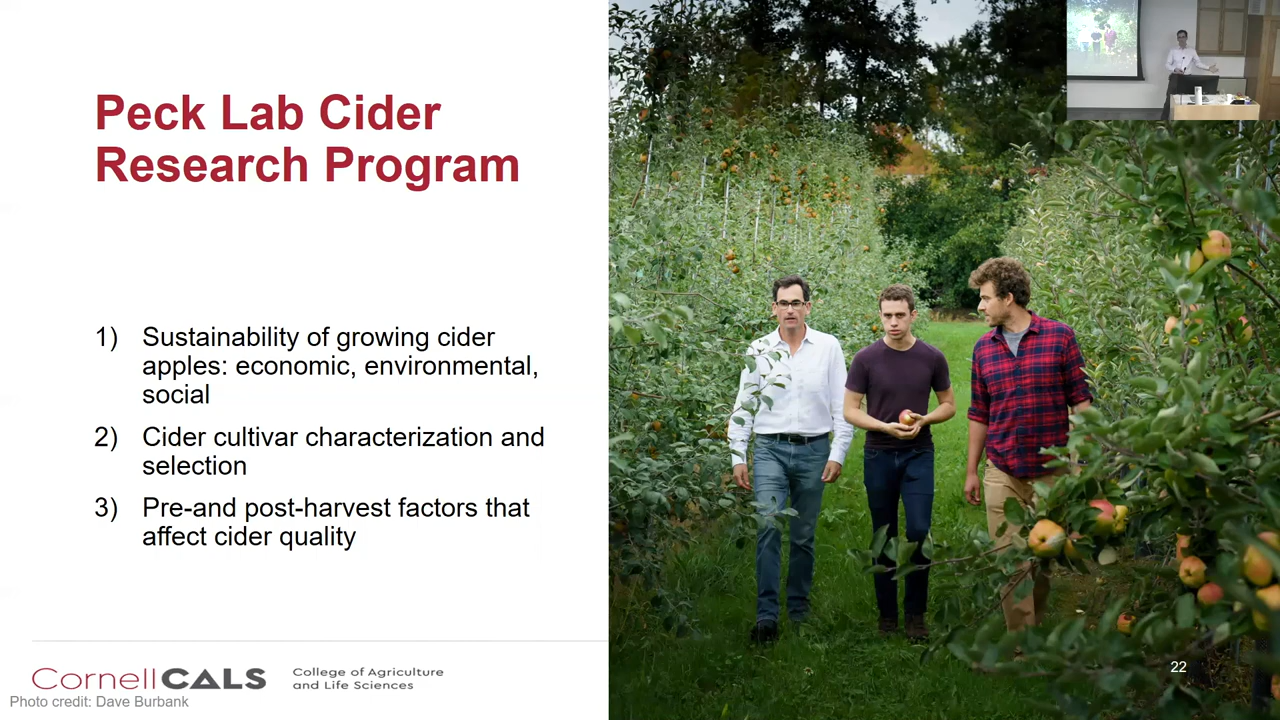 Peck Lab Cider
Research Program
1) Sustainability of growing cider
apples: economic, environmental,
social
2) Cider cultivar characterization and
selection
3) Pre-and post-harvest factors that
affect cider quality
CornellCALS
College of Agriculture
and Life Sciences
Photo credit: Dave Burbank
22